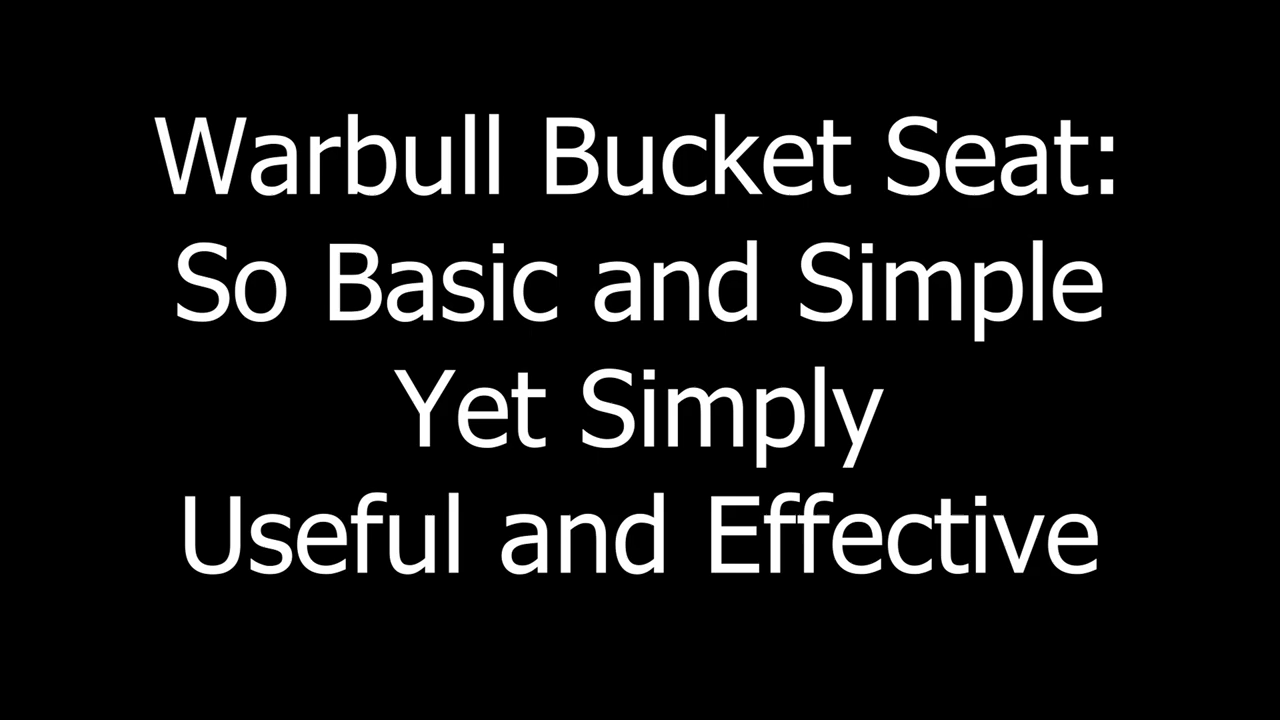 Warbull Bucket Seat:
So Basic and Simple
Yet Simply
Useful and Effective